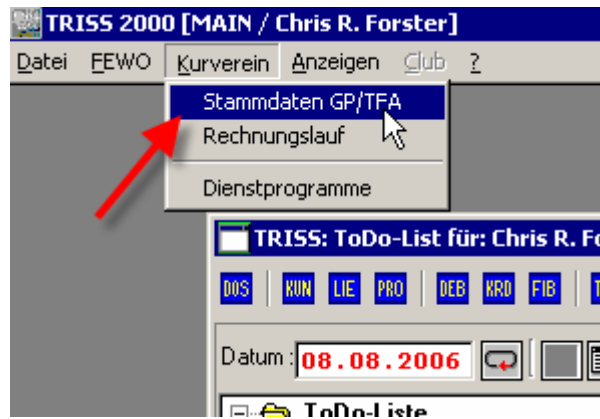 TRISS 2000 [MAIN / Chris R. Forster]
Datei FEWO Kurverein Anzeigen Club ?
Stammdaten GP/TFA
Rechnungslauf
Dienstprogramme
TRISS: ToDo-List für: Chris R.
DOS KUN LIE PRO DEB KRD FIB
Datum : 08.08.2006
ToDo-Liste